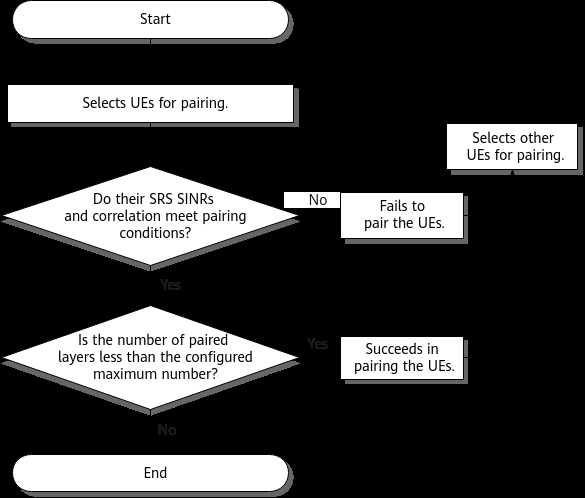 Start
Selects UEs for pairing.
Selects other
UEs for pairing.
Do their SRS SINRs
and correlation meet pairing
conditions?
No
Fails to
pair the UEs.
Yes
Is the number of paired
layers less than the configured
maximum number?
Yes
Succeeds in
pairing the UEs.
No
End